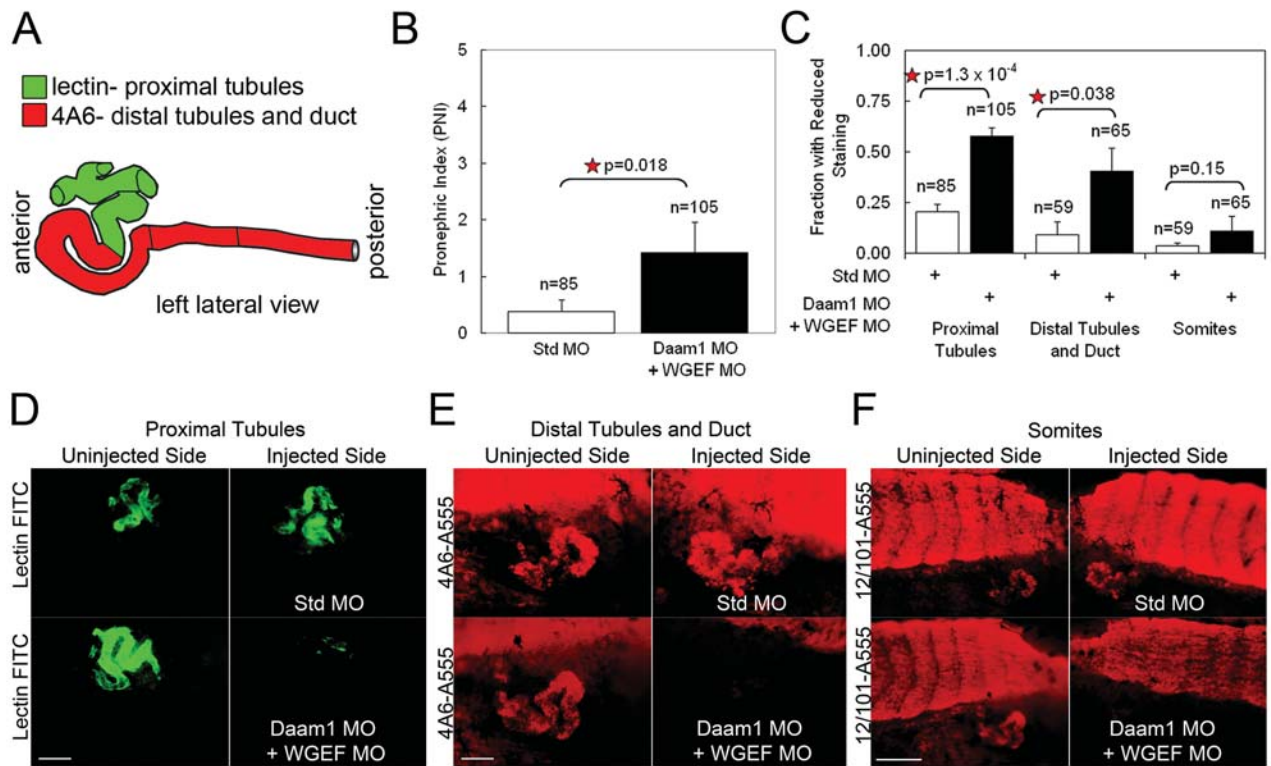 A
lectin- proximal tubules
4A6- distal tubules and duct
anterior
posterior
left lateral view
B
Pronephric Index (PNI)
5
4
3
2
1
0
p=0.018
n=85
n=105
Std MO
Daam1 MO
+ WGEF MO
C
Fraction with Reduced
Staining
1.00
0.75
0.50
0.25
0.00
p=1.3 x 10-4
n=105
p=0.038
n=65
p=0.15
n=85
n=59
n=59
n=65
Std MO + + +
Daam1 MO + + +
+ WGEF MO
Proximal
Tubules
Distal Tubules
and Duct
Somites
D
Proximal Tubules
Uninjected Side Injected Side
Lectin FITC
Std MO
Lectin FITC
Daam1 MO
+ WGEF MO
E
Distal Tubules and Duct
Uninjected Side Injected Side
4A6-A555
Std MO
4A6-A555
Daam1 MO
+ WGEF MO
F
Somites
Uninjected Side Injected Side
12/101-A555
Std MO
12/101-A555
Daam1 MO
+ WGEF MO